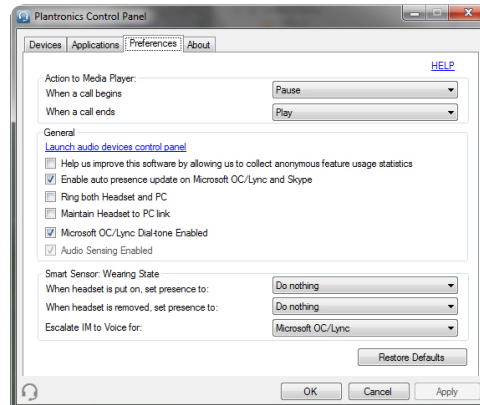 Plantronics Control Panel
Devices Applications Preferences About
HELP
Action to Media Player:
When a call begins Pause
When a call ends Play
General
Launch audio devices control panel
Help us improve this software by allowing us to collect anonymous feature usage statistics
Enable auto presence update on Microsoft OC/Lync and Skype
Ring both Headset and PC
Maintain Headset to PC link
Microsoft OC/Lync Dial-tone Enabled
Audio Sensing Enabled
Smart Sensor: Wearing State
When headset is put on, set presence to: Do nothing
When headset is removed, set presence to: Do nothing
Escalate IM to Voice for: Microsoft OC/Lync
Restore Defaults
OK Cancel Apply